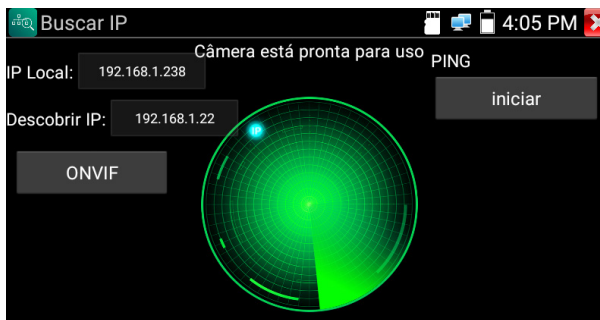 Buscar IP
4:05 PM
Câmera está pronta para uso
IP Local: 192.168.1.238
PING
iniciar
Descobrir IP: 192.168.1.22
IP
ONVIF